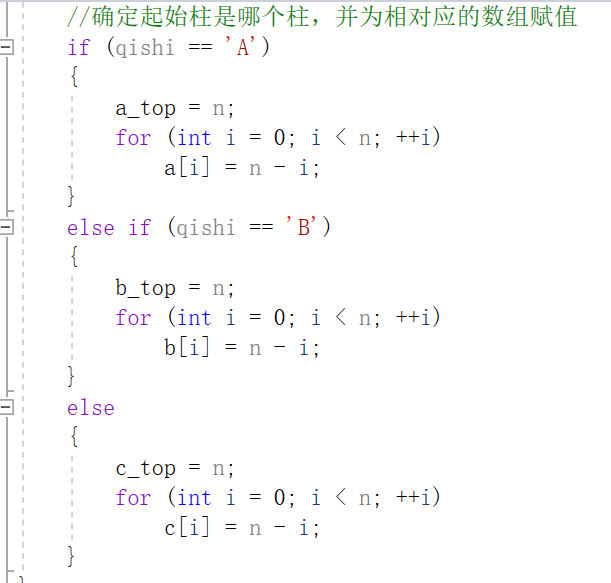 //确定起始柱是哪个柱，并为相对应的数组赋值
if (qishi == 'A')
{
a_top = n;
for (int i = 0; i < n; ++i)
a[i] = n - i;
}
else if (qishi == 'B')
{
b_top = n;
for (int i = 0; i < n; ++i)
b[i] = n - i;
}
else
{
c_top = n;
for (int i = 0; i < n; ++i)
c[i] = n - i;
}